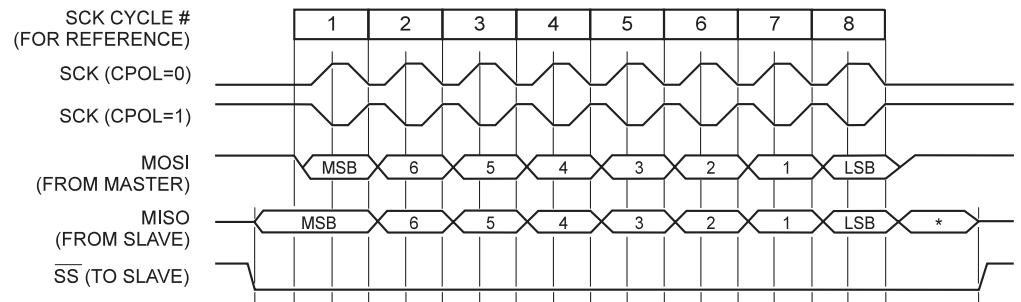 SCK CYCLE # 1 2 3 4 5 6 7 8
(FOR REFERENCE)
SCK (CPOL=0)
SCK (CPOL=1)
MOSI MSB 6 5 4 3 2 1 LSB
(FROM MASTER)
MISO MSB 6 5 4 3 2 1 LSB *
(FROM SLAVE)
SS (TO SLAVE)